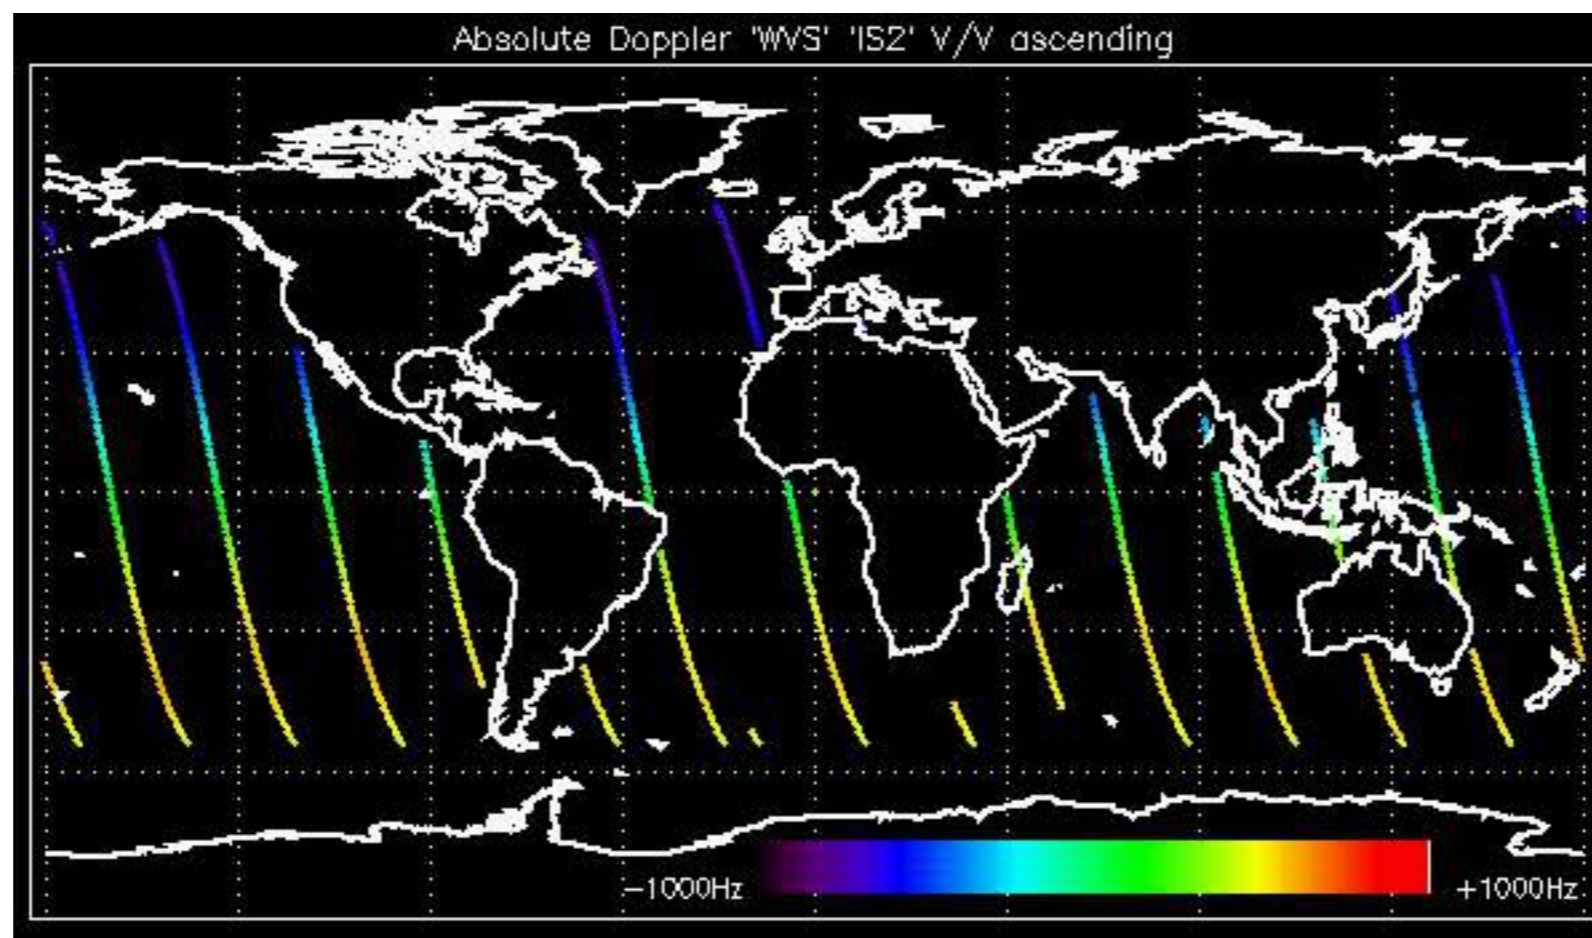 Absolute Doppler 'WVS' 'IS2' V/V ascending
−1000Hz +1000Hz